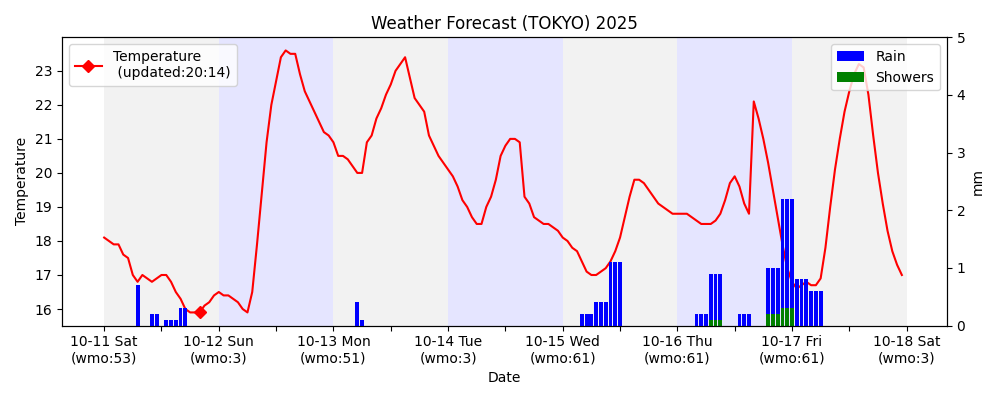 Weather Forecast (TOKYO) 2025
Temperature
(updated:20:14)
Rain
Showers
Temperature
23
22
21
20
19
18
17
16
5
4
3
2
1
0
mm
10-11 Sat
(wmo:53)
10-12 Sun
(wmo:3)
10-13 Mon
(wmo:51)
10-14 Tue
(wmo:3)
10-15 Wed
(wmo:61)
10-16 Thu
(wmo:61)
10-17 Fri
(wmo:61)
10-18 Sat
(wmo:3)
Date